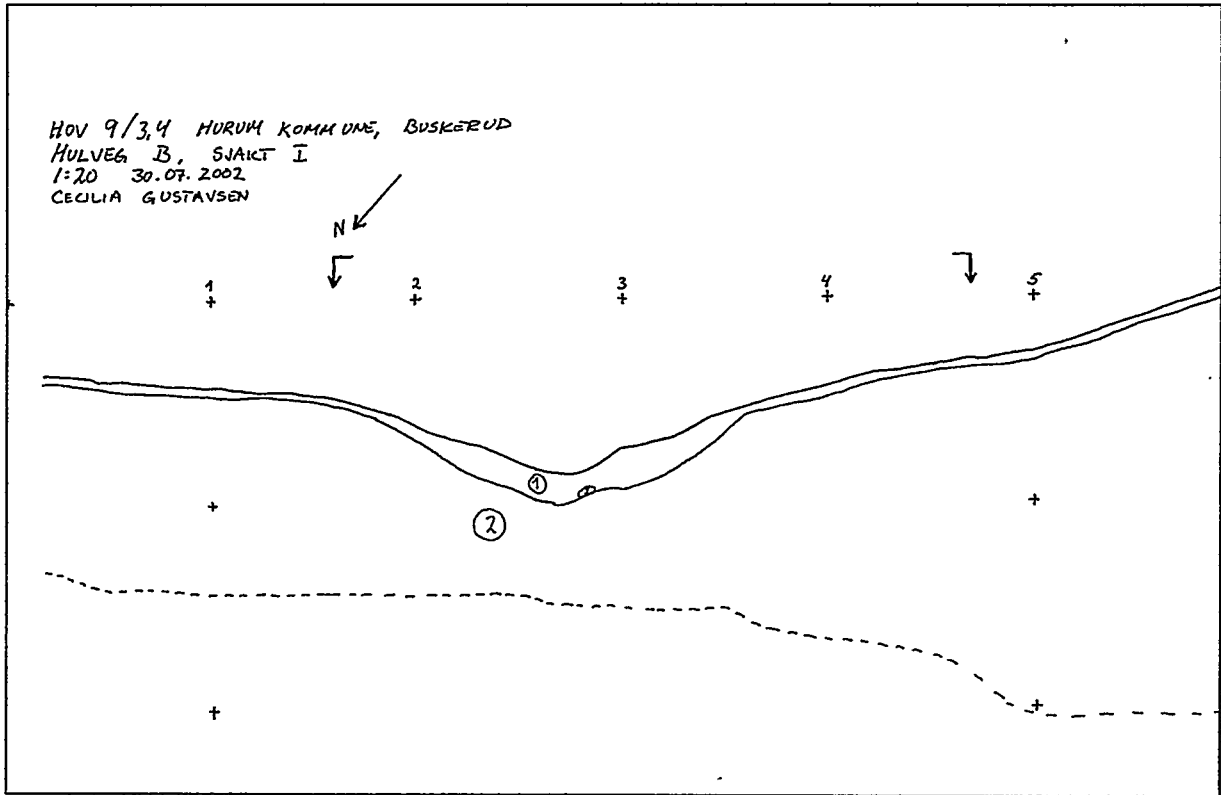 HOV 9/3,4 HURUM KOMMUNE, BUSKERUD
HULVEG B, SJAKT I
1:20 30.07.2002
CECILIA GUSTAVSEN
N
1 2 3 4 5
1
2